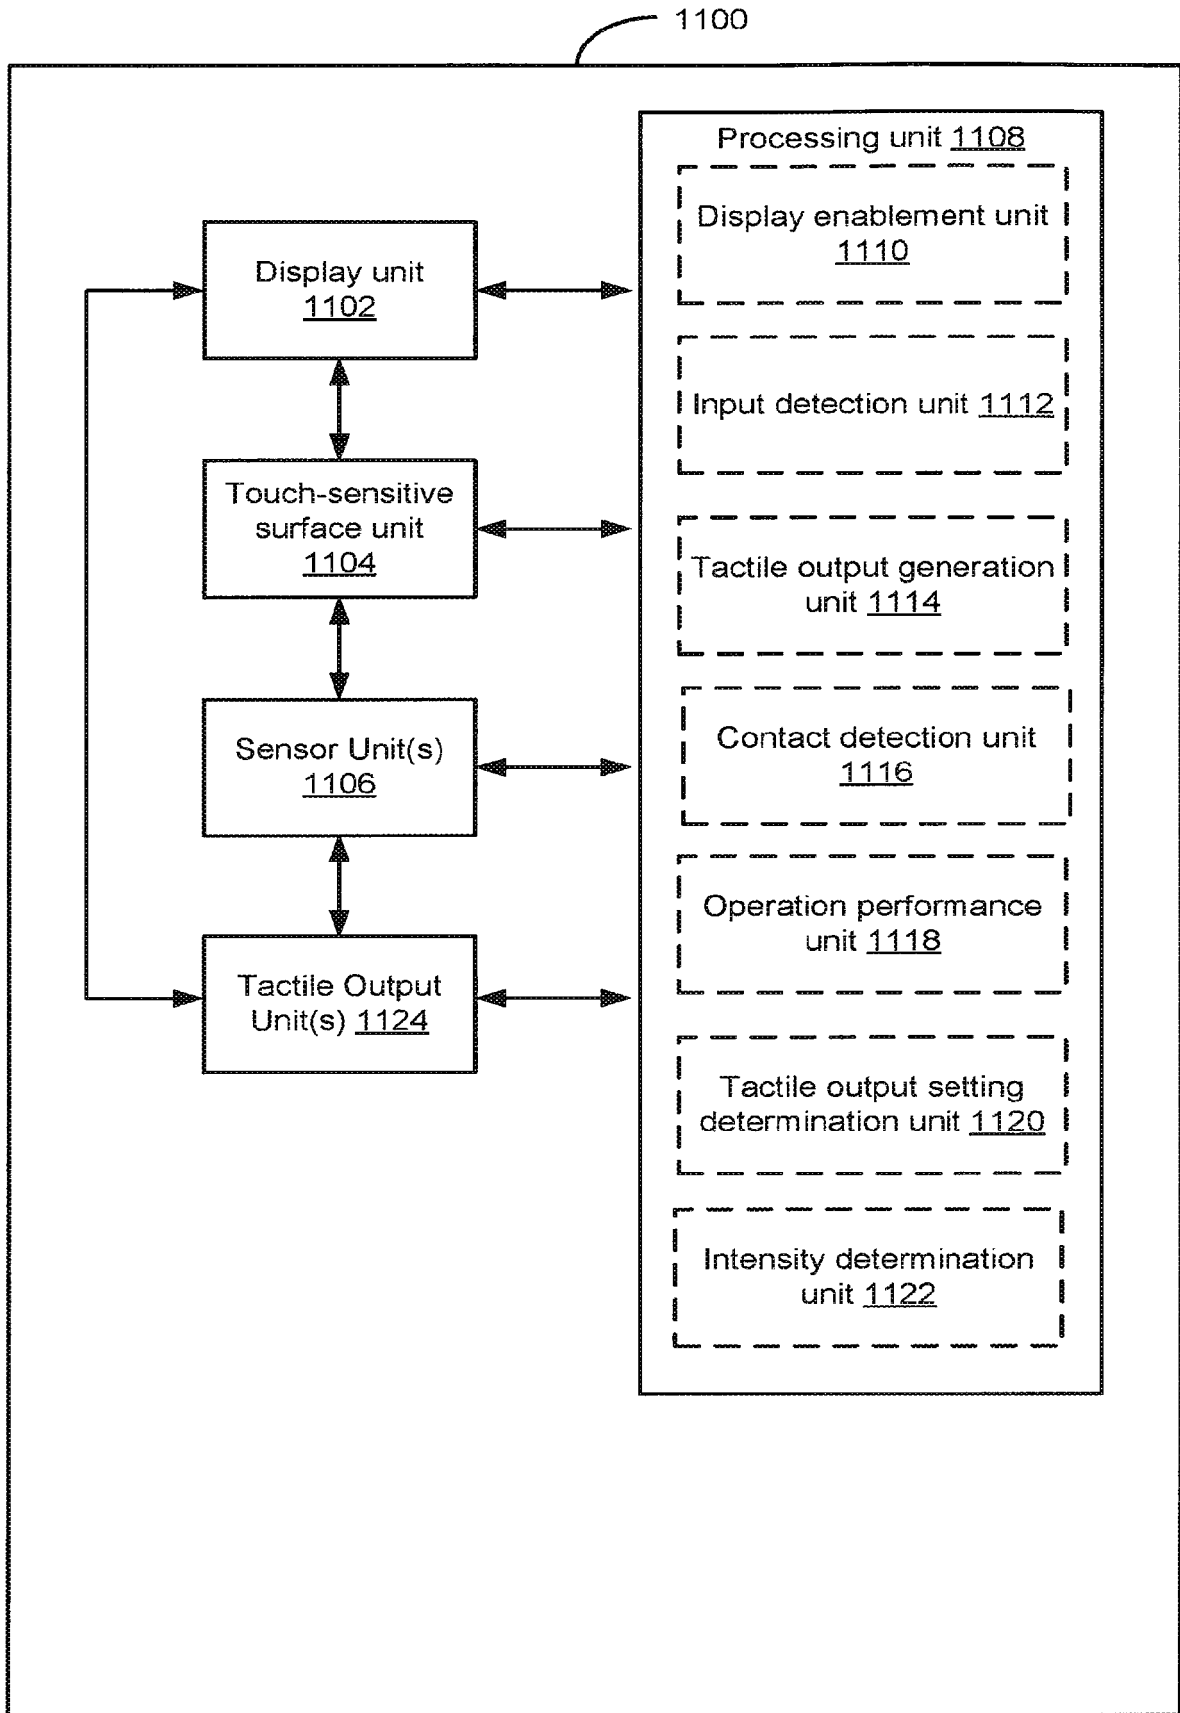 1100
Processing unit 1108
Display enablement unit
1110
Display unit
1102
Input detection unit 1112
Touch-sensitive
surface unit
1104
Tactile output generation
unit 1114
Sensor Unit(s)
1106
Contact detection unit
1116
Operation performance
unit 1118
Tactile Output
Unit(s) 1124
Tactile output setting
determination unit 1120
Intensity determination
unit 1122